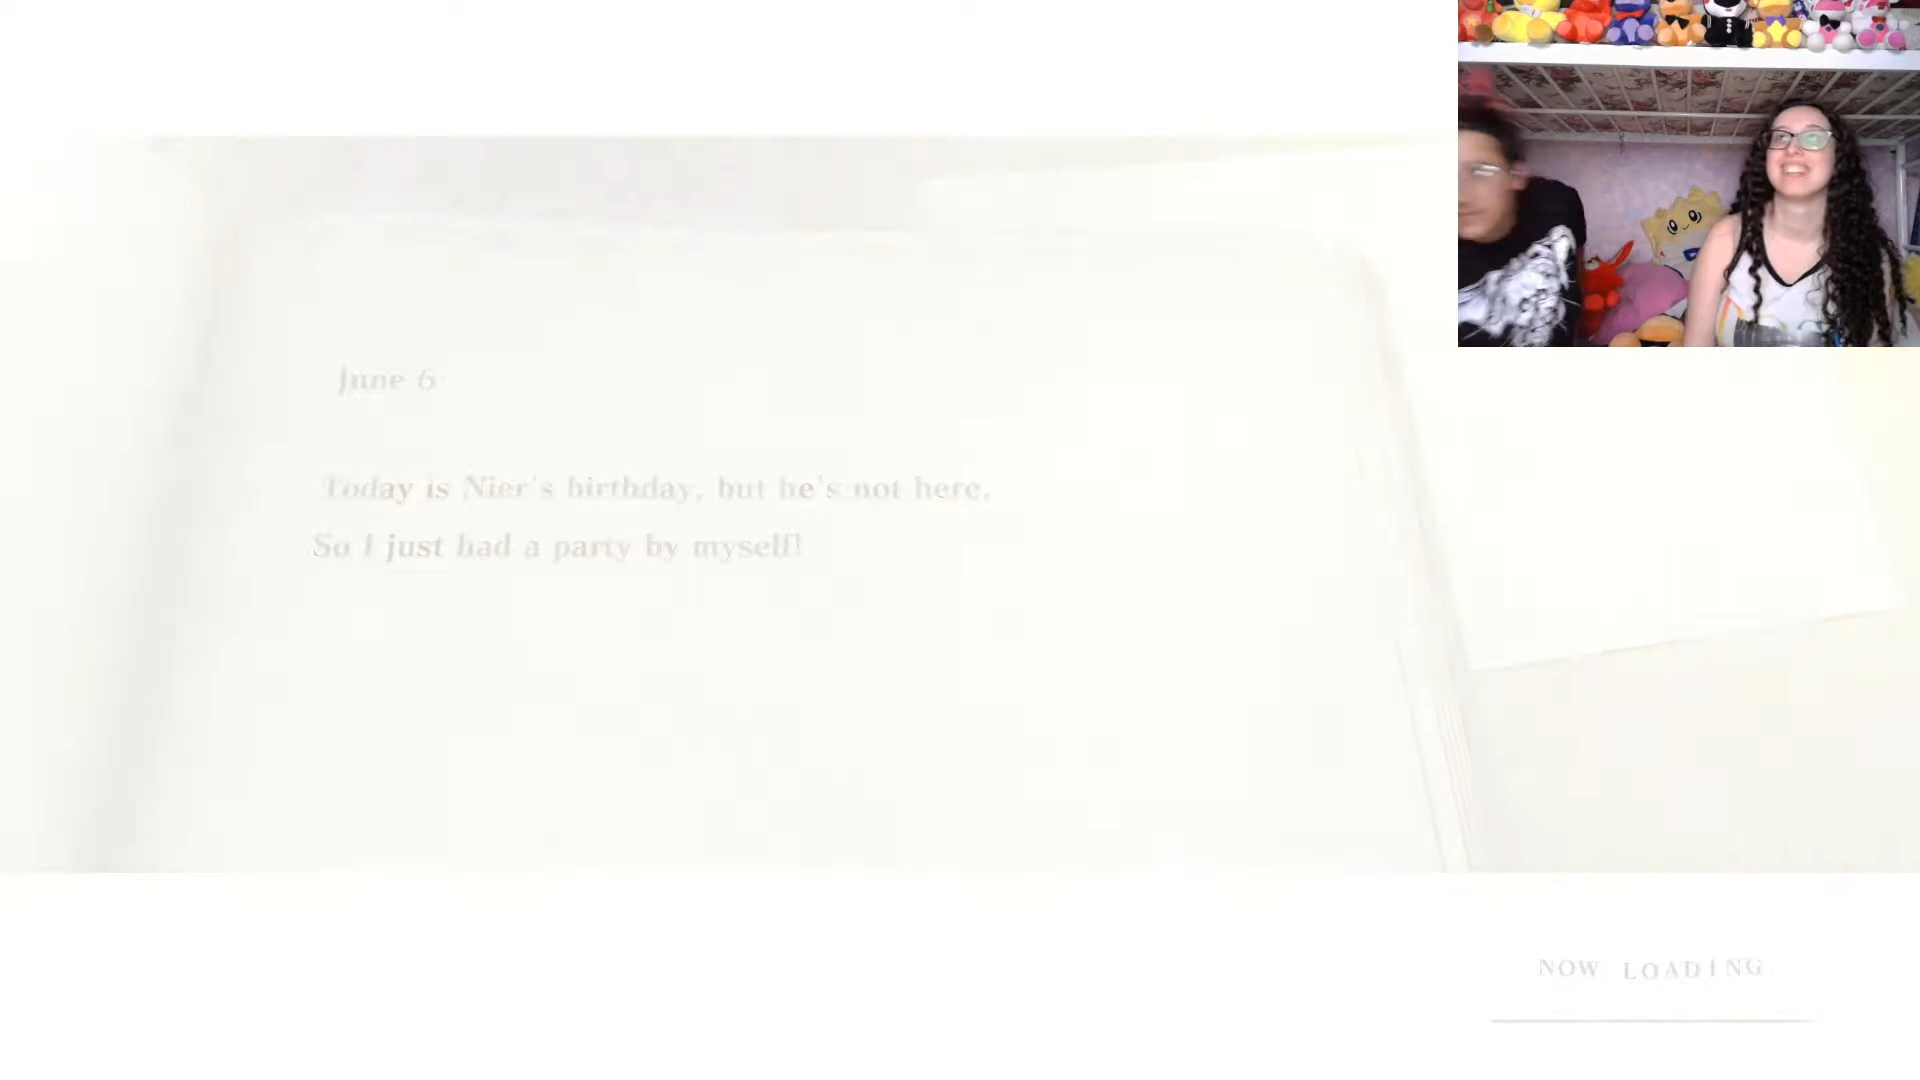 June 6
Today is Nier's birthday, but he's not here.
So I just had a party by myself!
NOW LOADING